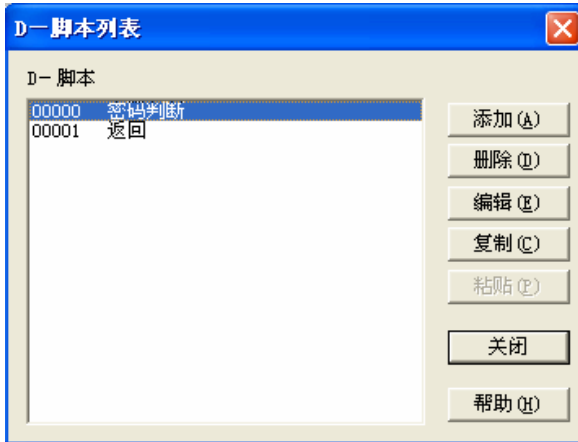 D－脚本列表
D－ 脚本
00000 密码判断
00001 返回
添加(A)
删除(D)
编辑(E)
复制(C)
粘贴(P)
关闭
帮助(H)